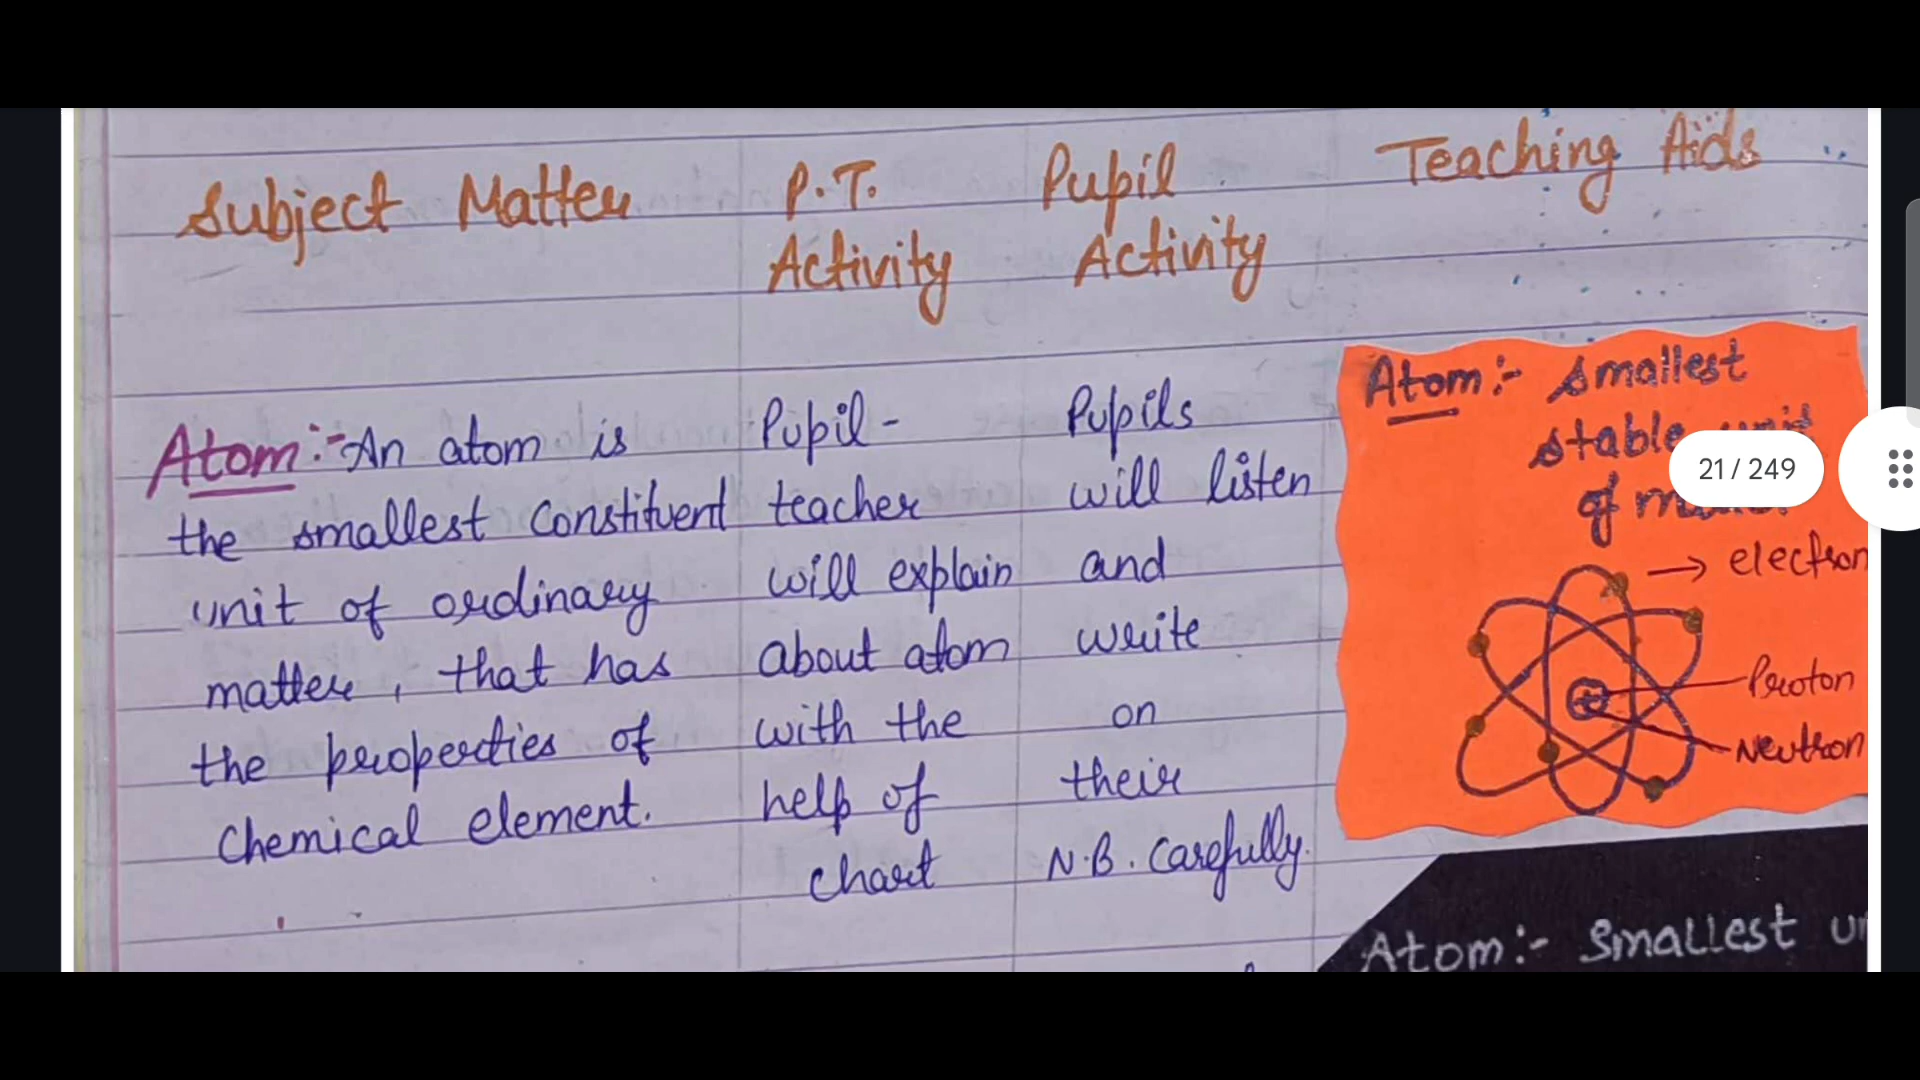 Subject Matter
P.T.
Activity
Pupil
Activity
Teaching Aids
Atom:- An atom is
the smallest constituent
unit of ordinary
matter, that has
the properties of
chemical element.
Pupil-
teacher
will explain
about atom
with the
help of
chart
Pupils
will listen
and
write
on
their
N.B. Carefully.
Atom:- Smallest
stable unit
of
21 / 249
→ electron
Proton
Neutron
Atom:- Smallest